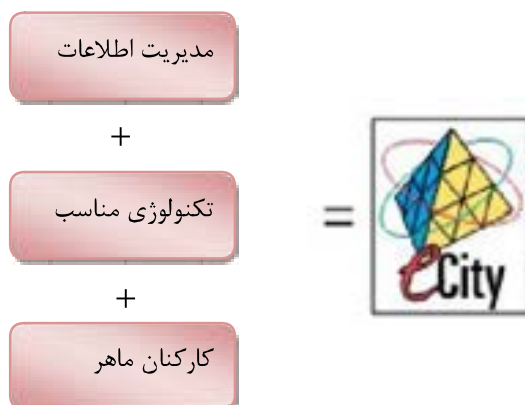 مدیریت اطلاعات
+
تکنولوژی مناسب
+
کارکنان ماهر
=
eCity